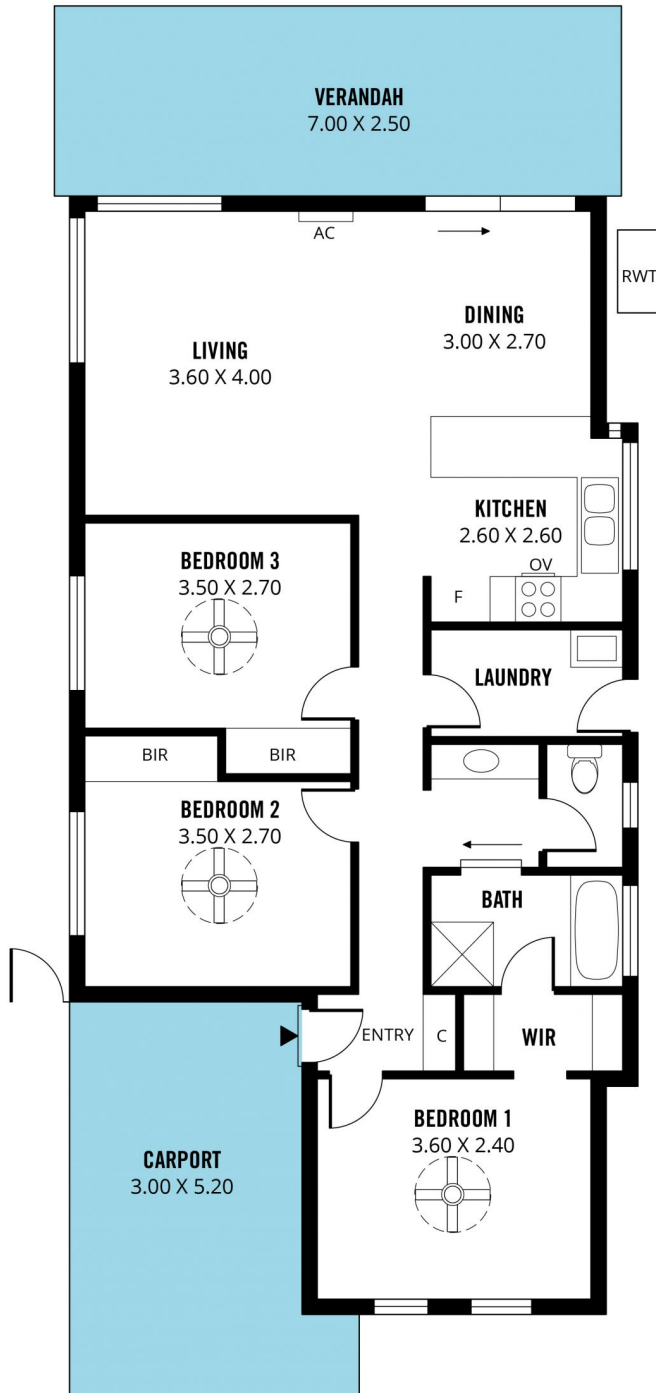 VERANDAH
7.00 X 2.50
AC
RWT
DINING
3.00 X 2.70
LIVING
3.60 X 4.00
KITCHEN
2.60 X 2.60
OV
F
BEDROOM 3
3.50 X 2.70
LAUNDRY
BIR
BIR
BEDROOM 2
3.50 X 2.70
BATH
ENTRY
C
WIR
BEDROOM 1
3.60 X 2.40
CARPORT
3.00 X 5.20